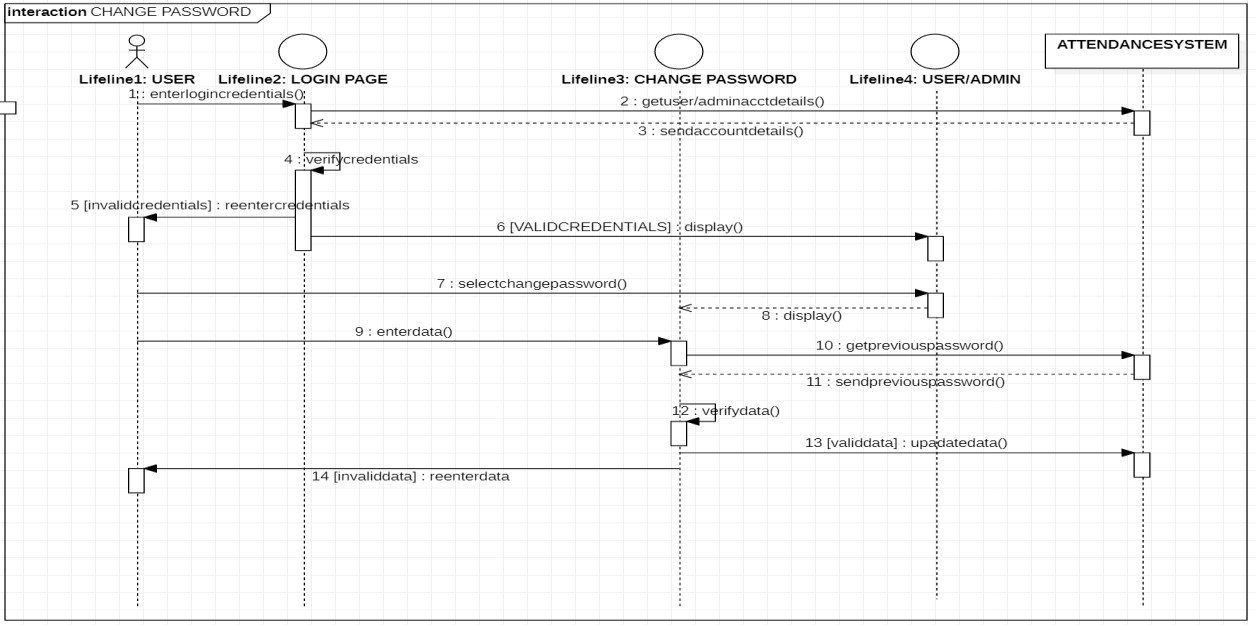 interaction CHANGE PASSWORD
ATTENDANCESYSTEM
Lifeline1: USER
Lifeline2: LOGIN PAGE
Lifeline3: CHANGE PASSWORD
Lifeline4: USER/ADMIN
1 : enterlogincredentials()
2 : getuser/adminacctdetails()
3 : sendaccountdetails()
4 : verifycredentials
5 [invalidcredentials] : reentercredentials
6 [VALIDCREDENTIALS] : display()
7 : selectchangepassword()
8 : display()
9 : enterdata()
10 : getpreviouspassword()
11 : sendpreviouspassword()
12 : verifydata()
13 [validdata] : upadatedata()
14 [invaliddata] : reenterdata